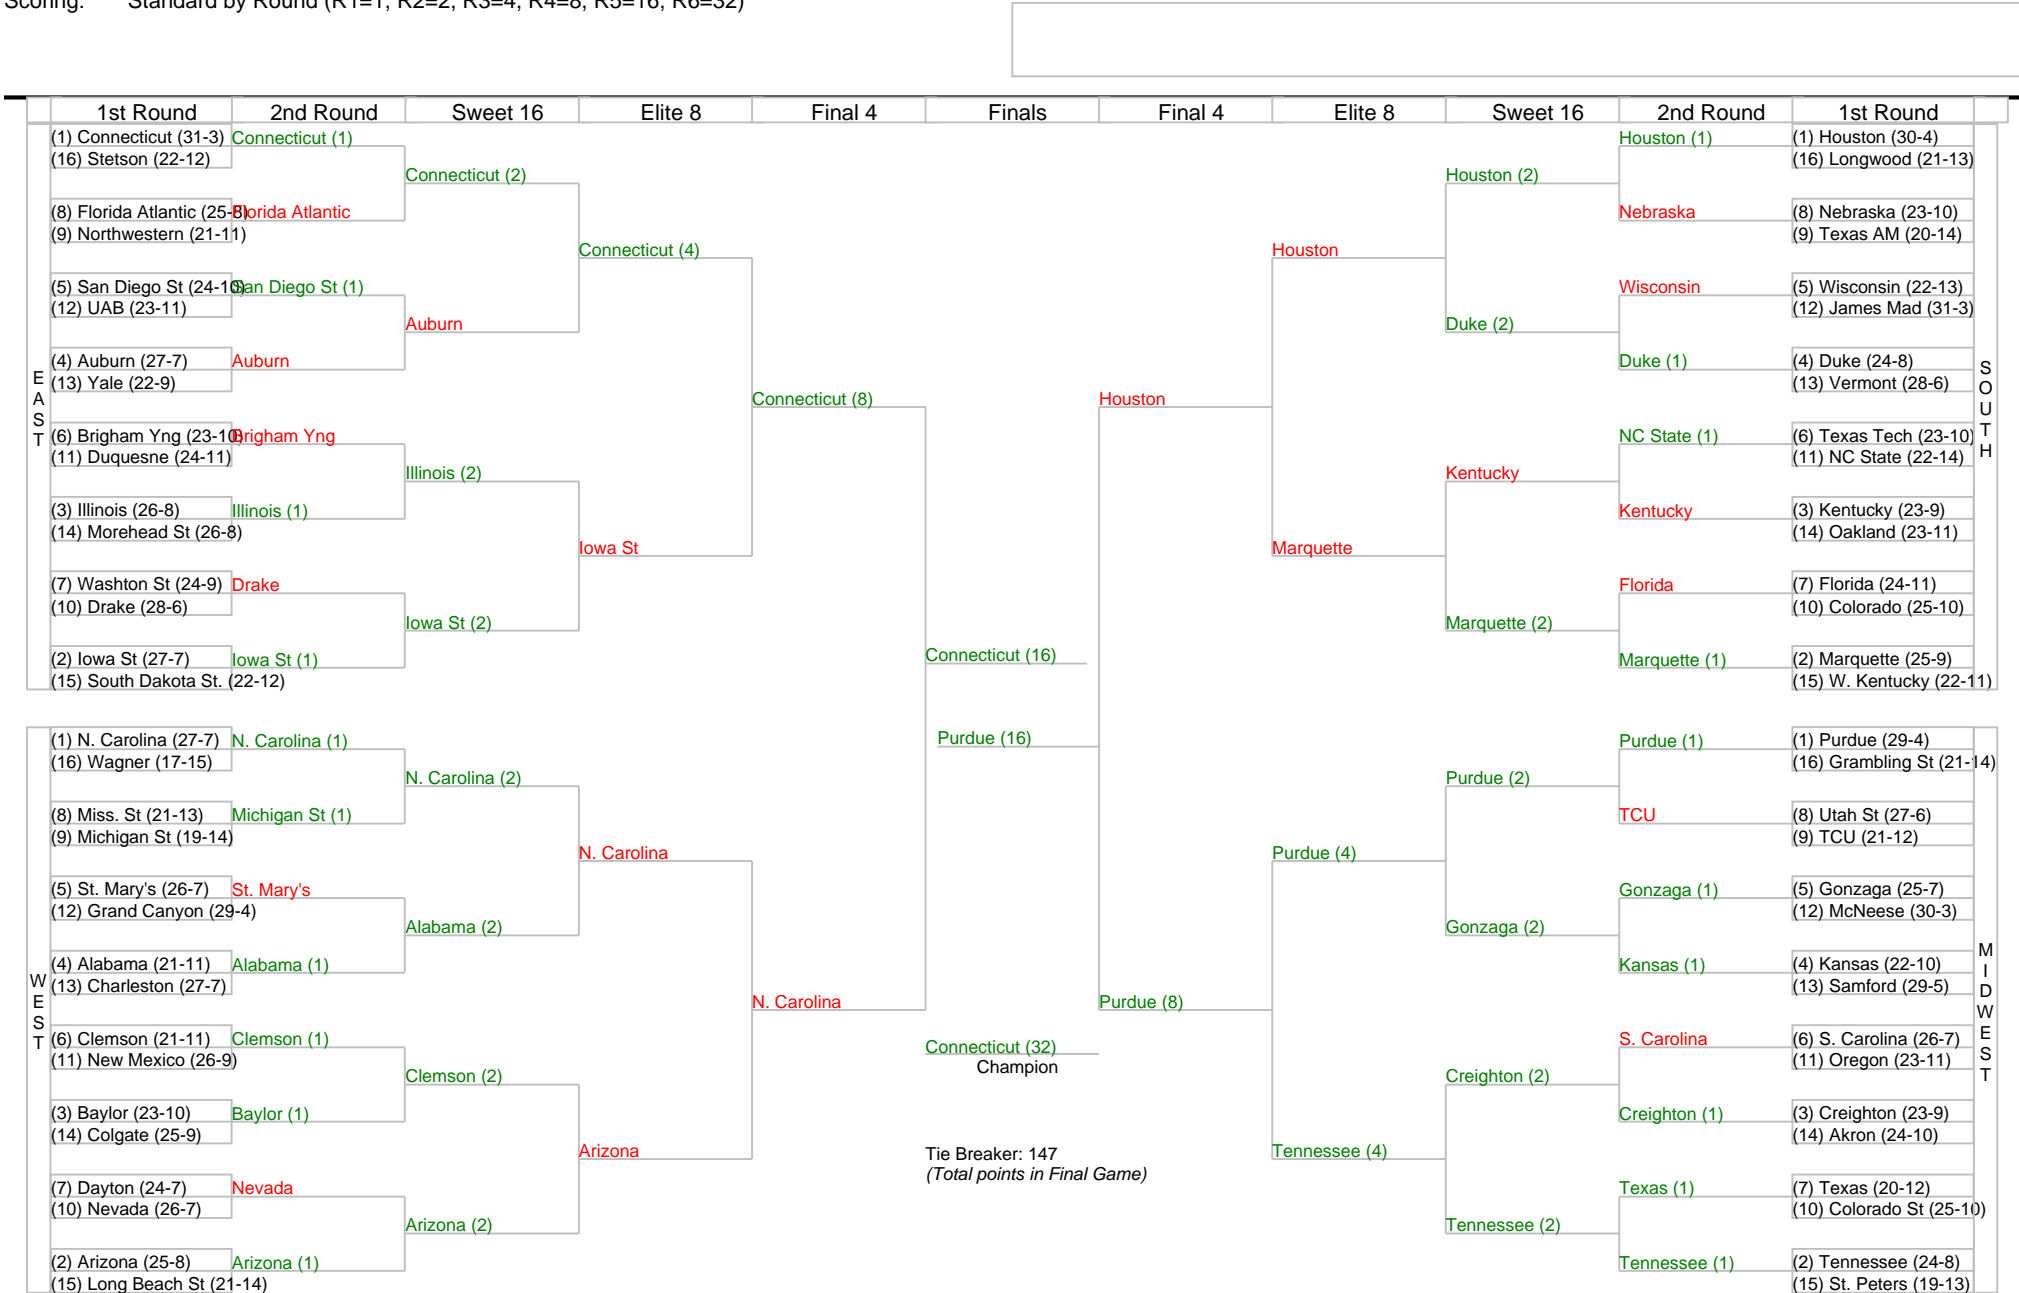 Scoring: Standard by Round (R1=1, R2=2, R3=4, R4=8, R5=16, R6=32)
1st Round 2nd Round Sweet 16 Elite 8 Final 4 Finals Final 4 Elite 8 Sweet 16 2nd Round 1st Round
EAST
(1) Connecticut (31-3)
(16) Stetson (22-12)
(8) Florida Atlantic (25-8)
(9) Northwestern (21-11)
(5) San Diego St (24-10)
(12) UAB (23-11)
(4) Auburn (27-7)
(13) Yale (22-9)
(6) Brigham Yng (23-10)
(11) Duquesne (24-11)
(3) Illinois (26-8)
(14) Morehead St (26-8)
(7) Washton St (24-9)
(10) Drake (28-6)
(2) Iowa St (27-7)
(15) South Dakota St. (22-12)
Connecticut (1)
Florida Atlantic
San Diego St (1)
Auburn
Brigham Yng
Illinois (1)
Drake
Iowa St (1)
Connecticut (2)
Auburn
Illinois (2)
Iowa St (2)
Connecticut (4)
Iowa St
Connecticut (8)
WEST
(1) N. Carolina (27-7)
(16) Wagner (17-15)
(8) Miss. St (21-13)
(9) Michigan St (19-14)
(5) St. Mary's (26-7)
(12) Grand Canyon (29-4)
(4) Alabama (21-11)
(13) Charleston (27-7)
(6) Clemson (21-11)
(11) New Mexico (26-9)
(3) Baylor (23-10)
(14) Colgate (25-9)
(7) Dayton (24-7)
(10) Nevada (26-7)
(2) Arizona (25-8)
(15) Long Beach St (21-14)
N. Carolina (1)
Michigan St (1)
St. Mary's
Alabama (1)
Clemson (1)
Baylor (1)
Nevada
Arizona (1)
N. Carolina (2)
Alabama (2)
Clemson (2)
Arizona (2)
N. Carolina
Arizona
N. Carolina
Connecticut (16)
Purdue (16)
Connecticut (32)
Champion
Tie Breaker: 147
(Total points in Final Game)
Houston
Purdue (8)
Houston
Marquette
Houston (2)
Duke (2)
Kentucky
Marquette (2)
Houston (1)
Nebraska
Wisconsin
Duke (1)
NC State (1)
Kentucky
Florida
Marquette (1)
(1) Houston (30-4)
(16) Longwood (21-13)
(8) Nebraska (23-10)
(9) Texas AM (20-14)
(5) Wisconsin (22-13)
(12) James Mad (31-3)
(4) Duke (24-8)
(13) Vermont (28-6)
(6) Texas Tech (23-10)
(11) NC State (22-14)
(3) Kentucky (23-9)
(14) Oakland (23-11)
(7) Florida (24-11)
(10) Colorado (25-10)
(2) Marquette (25-9)
(15) W. Kentucky (22-11)
SOUTH
Purdue (4)
Tennessee (4)
Purdue (2)
Gonzaga (2)
Creighton (2)
Tennessee (2)
Purdue (1)
TCU
Gonzaga (1)
Kansas (1)
S. Carolina
Creighton (1)
Texas (1)
Tennessee (1)
(1) Purdue (29-4)
(16) Grambling St (21-14)
(8) Utah St (27-6)
(9) TCU (21-12)
(5) Gonzaga (25-7)
(12) McNeese (30-3)
(4) Kansas (22-10)
(13) Samford (29-5)
(6) S. Carolina (26-7)
(11) Oregon (23-11)
(3) Creighton (23-9)
(14) Akron (24-10)
(7) Texas (20-12)
(10) Colorado St (25-10)
(2) Tennessee (24-8)
(15) St. Peters (19-13)
MIDWEST